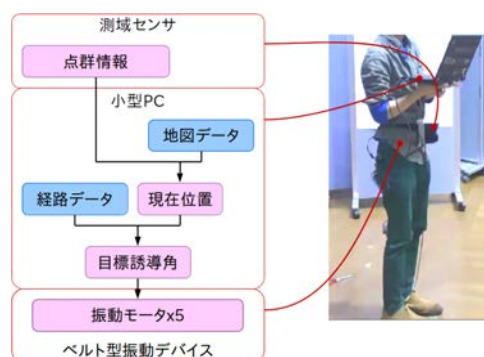 測域センサ
点群情報
小型PC
地図データ
経路データ
現在位置
目標誘導角
振動モータx5
ベルト型振動デバイス